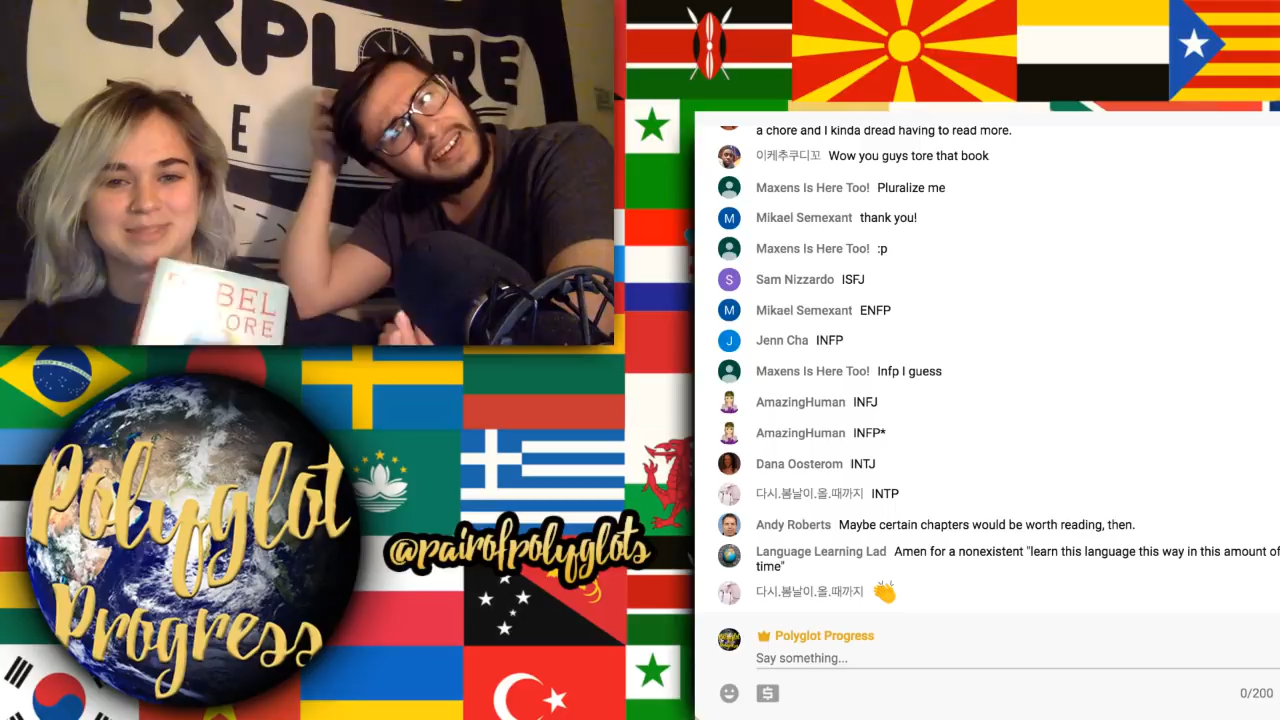 EXPLORE
THE
BEL
ORE
Polyglot
Progress
@pairofpolyglots
a chore and I kinda dread having to read more.
이케추쿠디꼬 Wow you guys tore that book
Maxens Is Here Too! Pluralize me
M Mikael Semexant thank you!
Maxens Is Here Too! :p
S Sam Nizzardo ISFJ
M Mikael Semexant ENFP
J Jenn Cha INFP
Maxens Is Here Too! Infp I guess
AmazingHuman INFJ
AmazingHuman INFP*
Dana Oosterom INTJ
다시.봄날이.올.때까지 INTP
Andy Roberts Maybe certain chapters would be worth reading, then.
Language Learning Lad Amen for a nonexistent "learn this language this way in this amount of
time"
다시.봄날이.올.때까지 👏
Polyglot Progress
Say something...
0/200